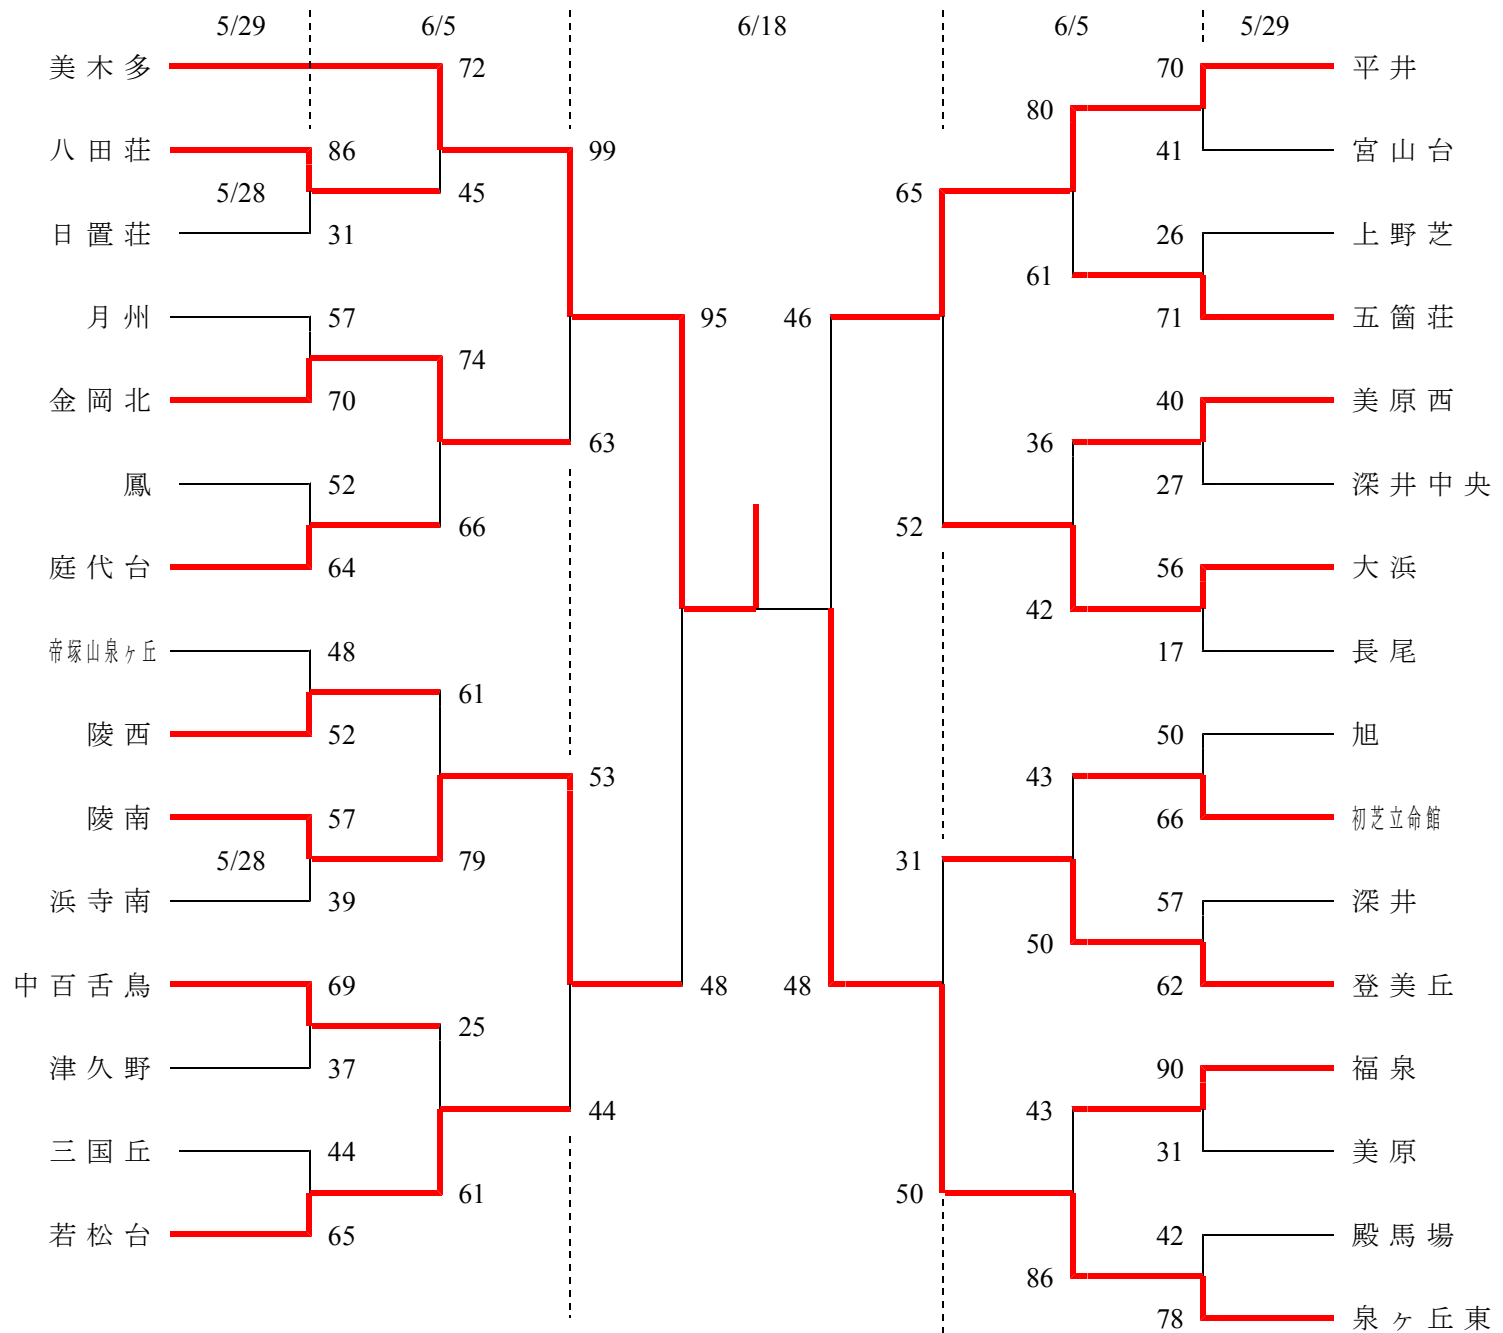 5/29 6/5 6/18 6/5 5/29
美木多 72 70 平井
80
八田荘 86 99 41 宮山台
5/28 45 65
日置荘 31 26 上野芝
61
月州 57 95 46 71 五箇荘
74
金岡北 70 40 美原西
63 36
鳳 52 27 深井中央
66 52
庭代台 64 56 大浜
42
帝塚山泉ヶ丘 48 17 長尾
61
陵西 52 50 旭
53 43
陵南 57 66 初芝立命館
5/28 79 31
浜寺南 39 57 深井
50
中百舌鳥 69 48 48 62 登美丘
25
津久野 37 90 福泉
44 43
三国丘 44 31 美原
61 50
若松台 65 42 殿馬場
86
78 泉ヶ丘東